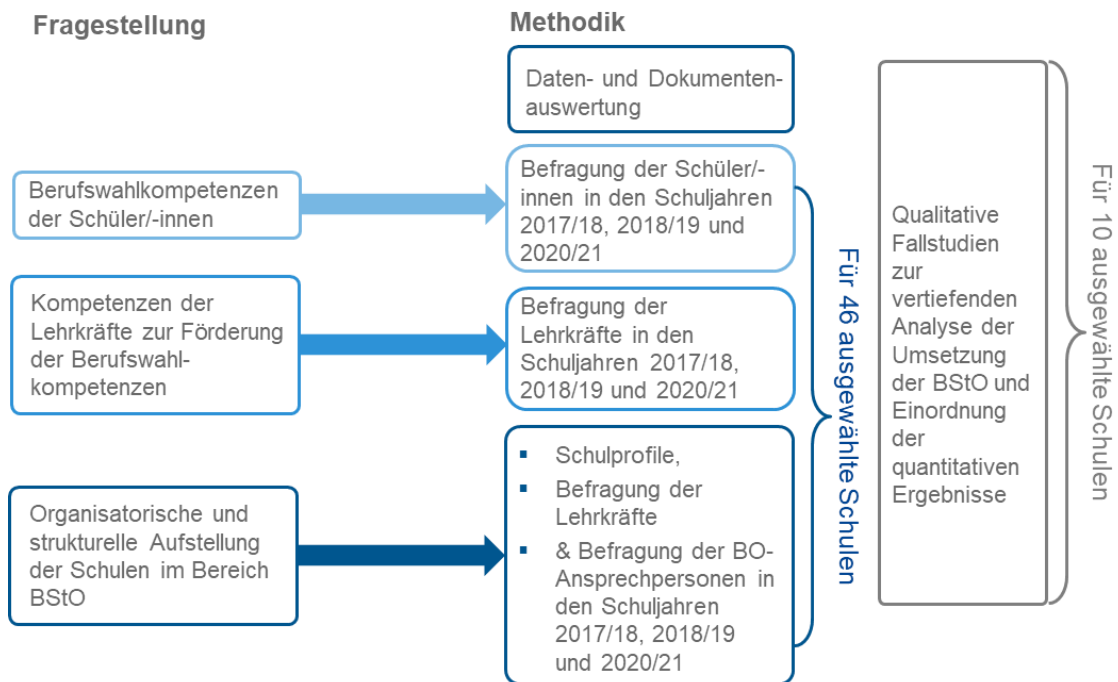 Fragestellung
Methodik
Daten- und Dokumenten-
auswertung
Berufswahlkompetenzen
der Schüler/-innen
Befragung der Schüler/-
innen in den Schuljahren
2017/18, 2018/19 und
2020/21
Kompetenzen der
Lehrkräfte zur Förderung
der Berufswahl-
kompetenzen
Befragung der
Lehrkräfte in den
Schuljahren 2017/18,
2018/19 und 2020/21
Organisatorische und
strukturelle Aufstellung
der Schulen im Bereich
BStO
▪ Schulprofile,
▪ Befragung der
Lehrkräfte
▪ & Befragung der BO-
Ansprechpersonen in
den Schuljahren
2017/18, 2018/19
und 2020/21
Für 46 ausgewählte Schulen
Qualitative
Fallstudien
zur
vertiefenden
Analyse der
Umsetzung
der BStO und
Einordnung
der
quantitativen
Ergebnisse
Für 10 ausgewählte Schulen